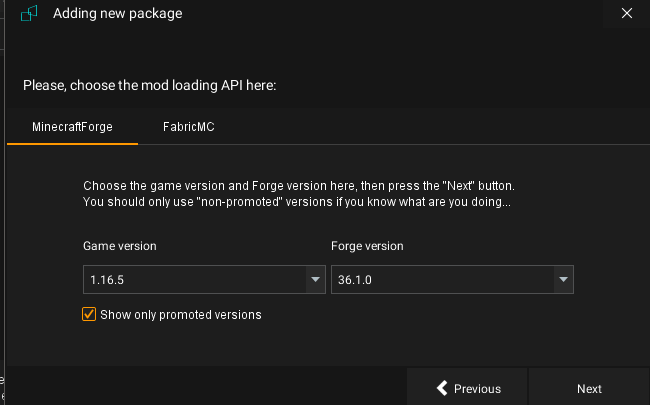 Adding new package
Please, choose the mod loading API here:
MinecraftForge FabricMC
Choose the game version and Forge version here, then press the "Next" button.
You should only use "non-promoted" versions if you know what are you doing...
Game version Forge version
1.16.5 36.1.0
Show only promoted versions
Previous Next